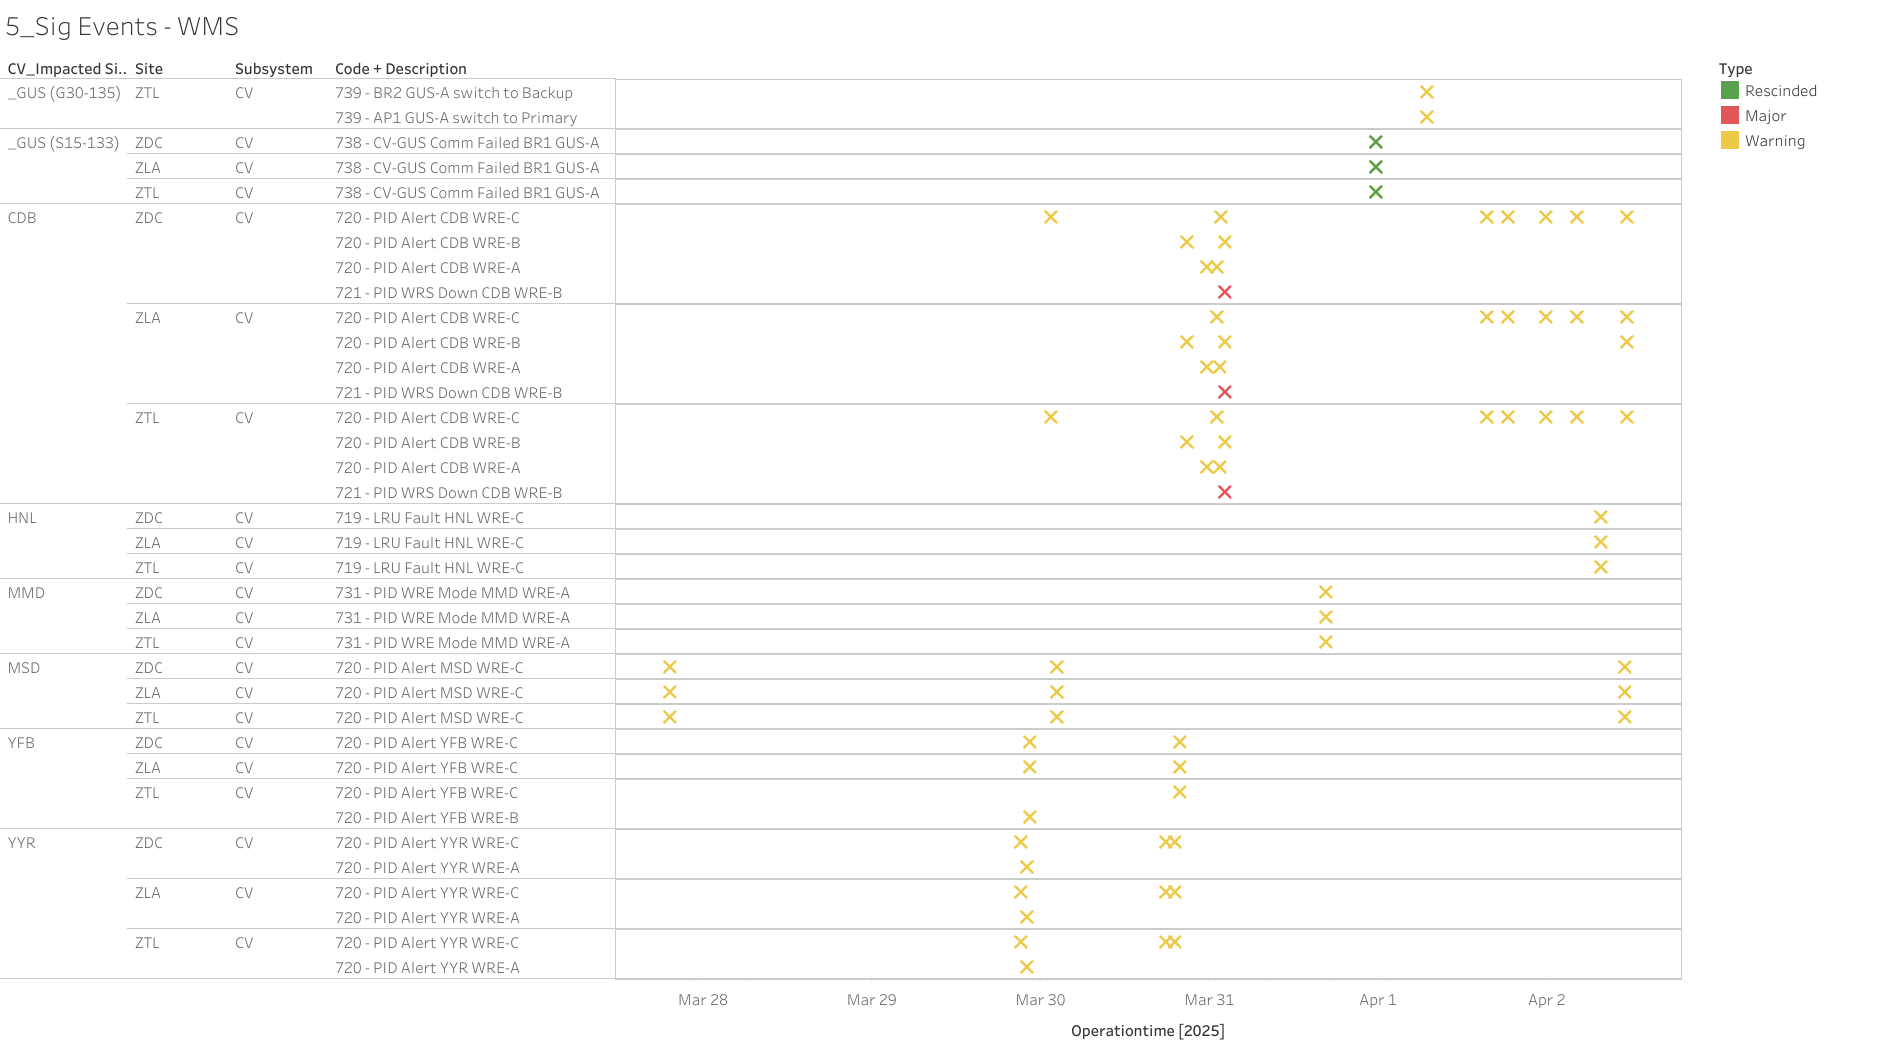 5_Sig Events - WMS
CV_Impacted Si.. Site Subsystem Code + Description Type
_GUS (G30-135) ZTL CV 739 - BR2 GUS-A switch to Backup Rescinded
739 - AP1 GUS-A switch to Primary Major
_GUS (S15-133) ZDC CV 738 - CV-GUS Comm Failed BR1 GUS-A Warning
ZLA CV 738 - CV-GUS Comm Failed BR1 GUS-A
ZTL CV 738 - CV-GUS Comm Failed BR1 GUS-A
CDB ZDC CV 720 - PID Alert CDB WRE-C
720 - PID Alert CDB WRE-B
720 - PID Alert CDB WRE-A
721 - PID WRS Down CDB WRE-B
ZLA CV 720 - PID Alert CDB WRE-C
720 - PID Alert CDB WRE-B
720 - PID Alert CDB WRE-A
721 - PID WRS Down CDB WRE-B
ZTL CV 720 - PID Alert CDB WRE-C
720 - PID Alert CDB WRE-B
720 - PID Alert CDB WRE-A
721 - PID WRS Down CDB WRE-B
HNL ZDC CV 719 - LRU Fault HNL WRE-C
ZLA CV 719 - LRU Fault HNL WRE-C
ZTL CV 719 - LRU Fault HNL WRE-C
MMD ZDC CV 731 - PID WRE Mode MMD WRE-A
ZLA CV 731 - PID WRE Mode MMD WRE-A
ZTL CV 731 - PID WRE Mode MMD WRE-A
MSD ZDC CV 720 - PID Alert MSD WRE-C
ZLA CV 720 - PID Alert MSD WRE-C
ZTL CV 720 - PID Alert MSD WRE-C
YFB ZDC CV 720 - PID Alert YFB WRE-C
ZLA CV 720 - PID Alert YFB WRE-C
ZTL CV 720 - PID Alert YFB WRE-C
720 - PID Alert YFB WRE-B
YYR ZDC CV 720 - PID Alert YYR WRE-C
720 - PID Alert YYR WRE-A
ZLA CV 720 - PID Alert YYR WRE-C
720 - PID Alert YYR WRE-A
ZTL CV 720 - PID Alert YYR WRE-C
720 - PID Alert YYR WRE-A
Mar 28 Mar 29 Mar 30 Mar 31 Apr 1 Apr 2
Operationtime [2025]